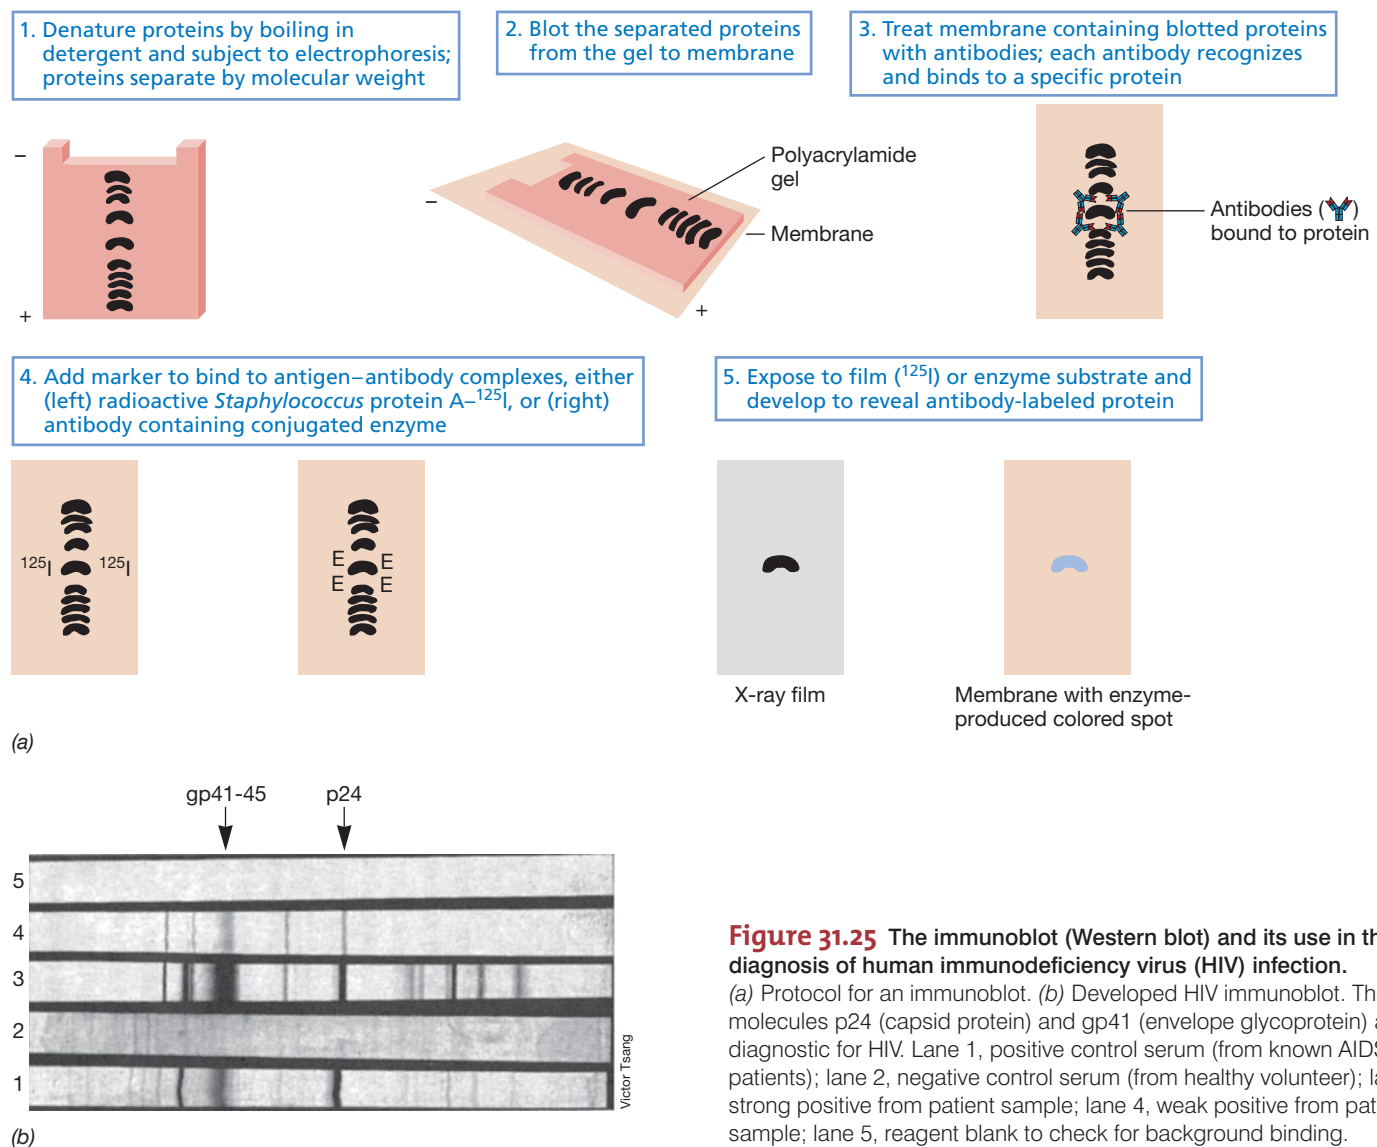 1. Denature proteins by boiling in
detergent and subject to electrophoresis;
proteins separate by molecular weight
2. Blot the separated proteins
from the gel to membrane
3. Treat membrane containing blotted proteins
with antibodies; each antibody recognizes
and binds to a specific protein
–
+
–
+
Polyacrylamide
gel
Membrane
Antibodies ( )
bound to protein
4. Add marker to bind to antigen–antibody complexes, either
(left) radioactive Staphylococcus protein A–¹²⁵I, or (right)
antibody containing conjugated enzyme
5. Expose to film (¹²⁵I) or enzyme substrate and
develop to reveal antibody-labeled protein
¹²⁵I ¹²⁵I
E E
E E
X-ray film
Membrane with enzyme-
produced colored spot
(a)
gp41-45 p24
5
4
3
2
1
Victor Tsang
(b)
Figure 31.25 The immunoblot (Western blot) and its use in th
diagnosis of human immunodeficiency virus (HIV) infection.
(a) Protocol for an immunoblot. (b) Developed HIV immunoblot. Th
molecules p24 (capsid protein) and gp41 (envelope glycoprotein) a
diagnostic for HIV. Lane 1, positive control serum (from known AIDS
patients); lane 2, negative control serum (from healthy volunteer); la
strong positive from patient sample; lane 4, weak positive from pat
sample; lane 5, reagent blank to check for background binding.